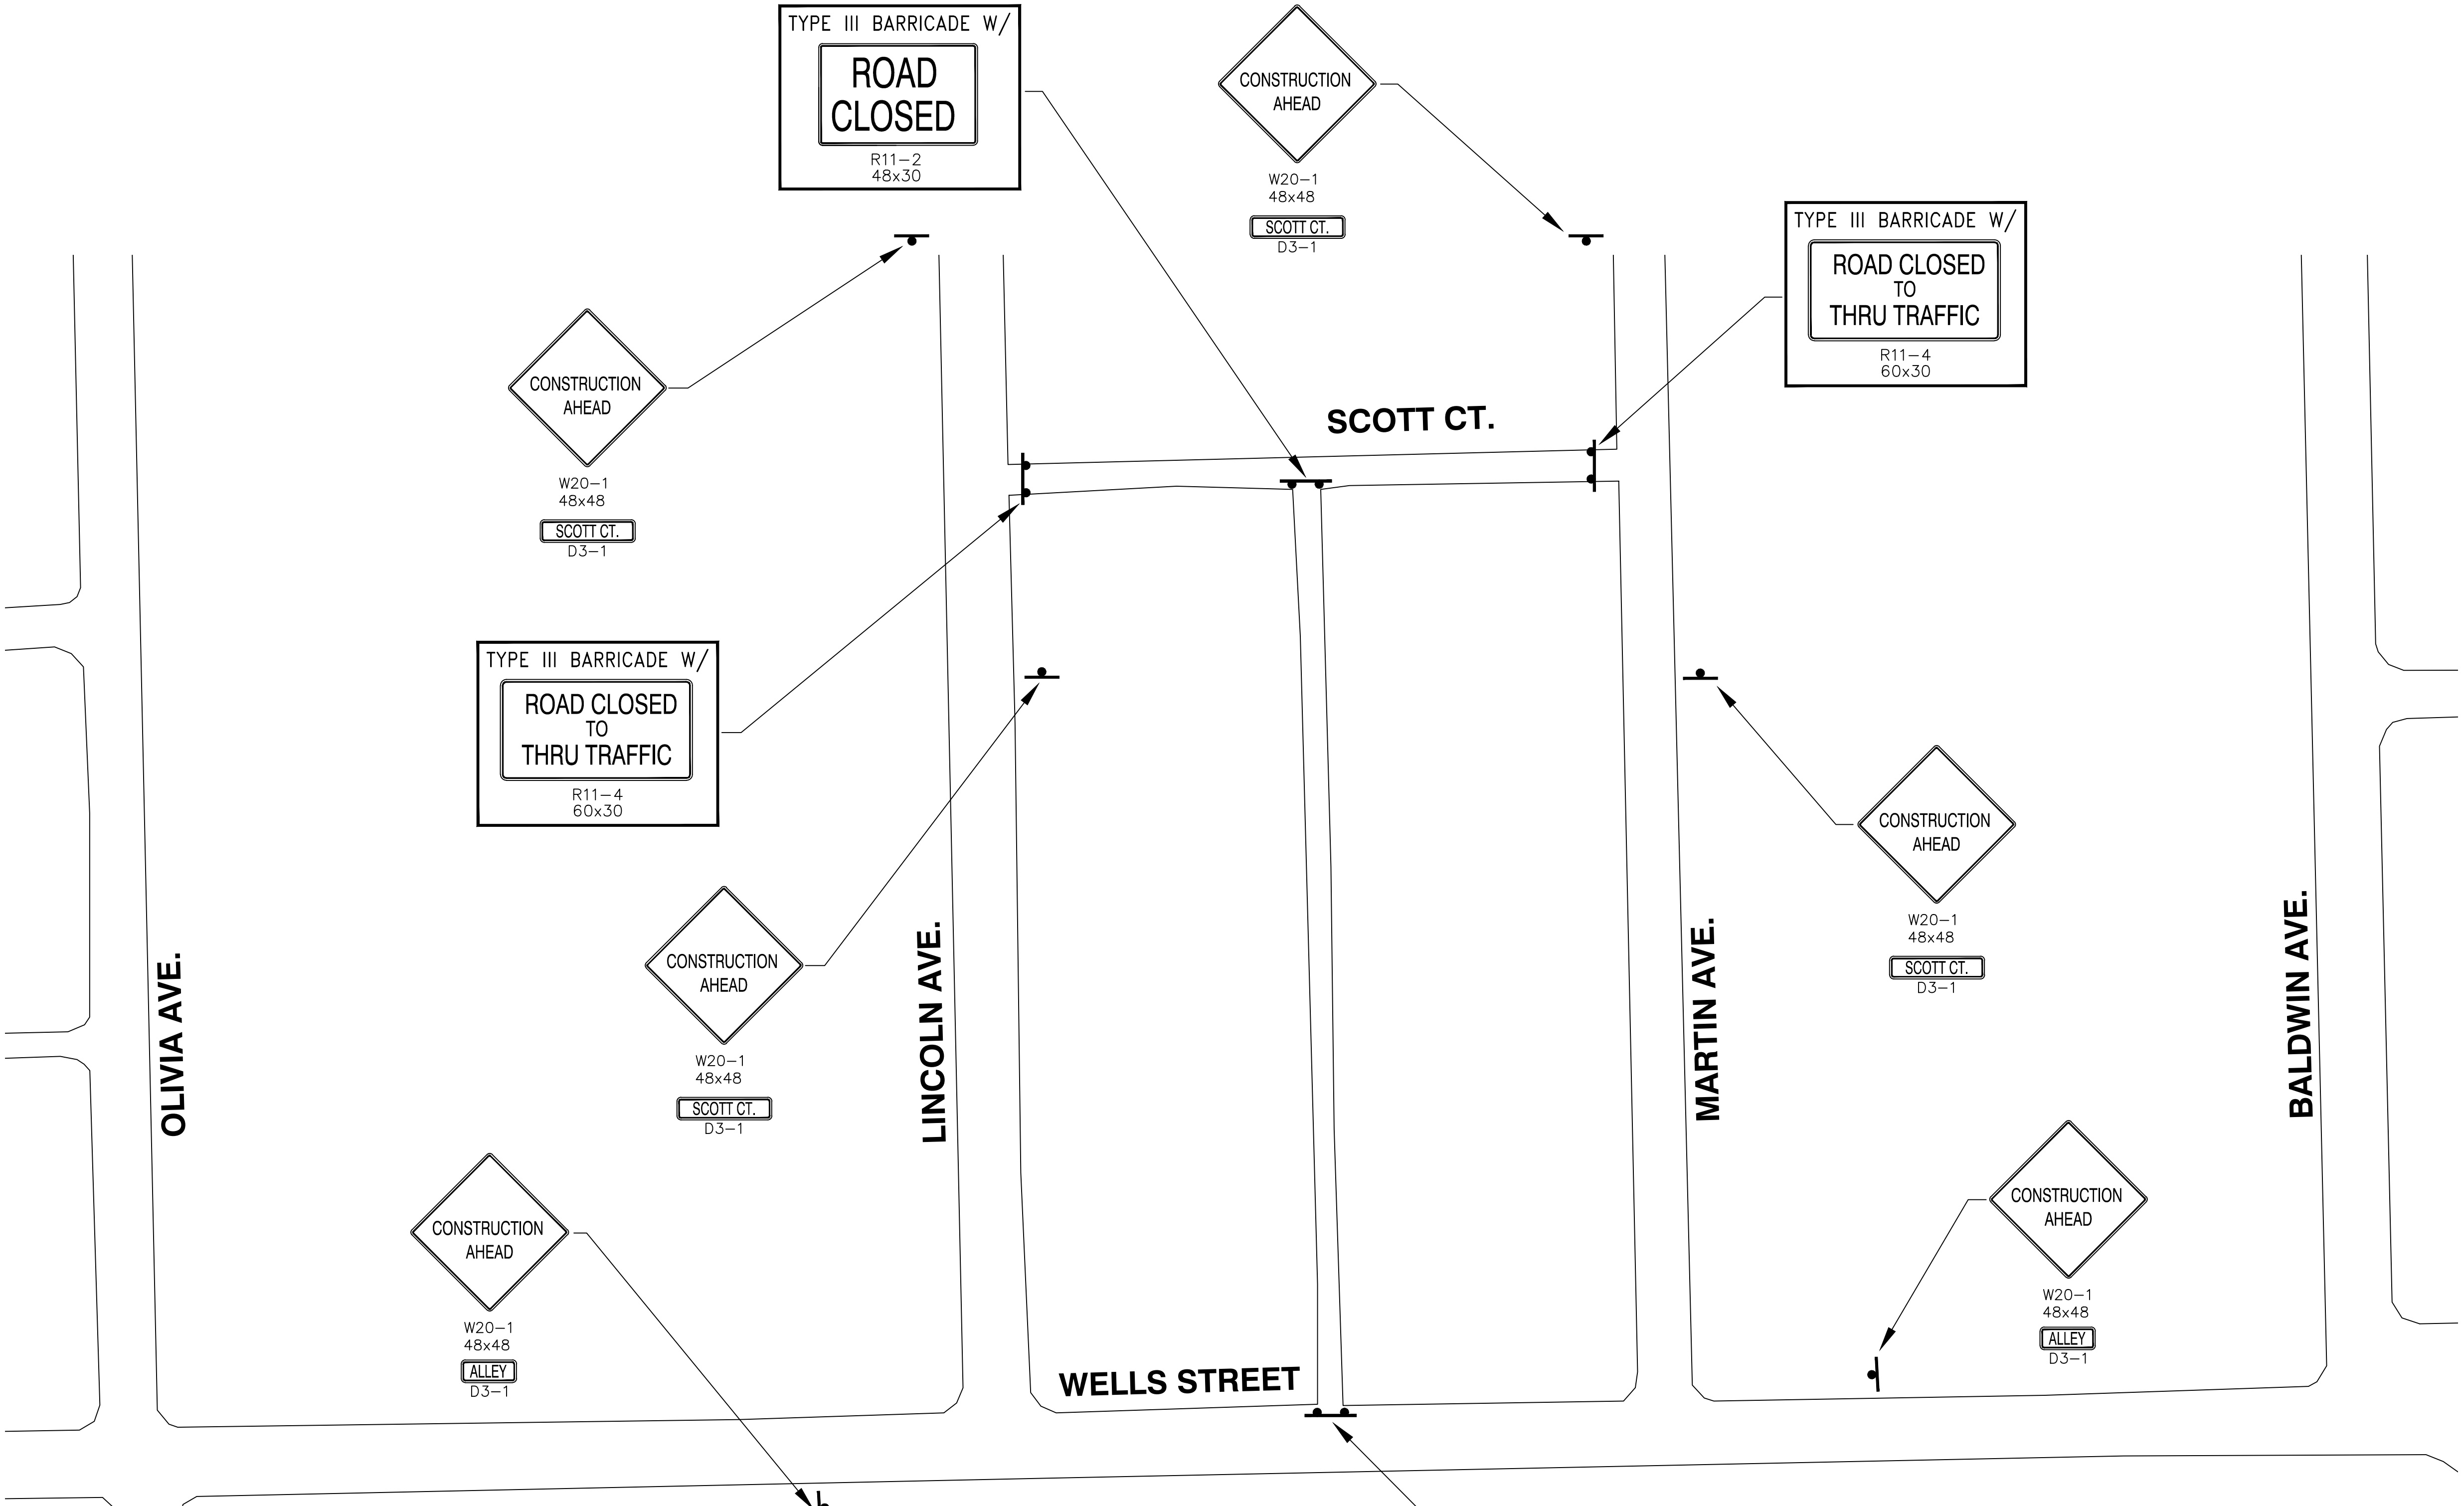 TYPE III BARRICADE W/
ROAD
CLOSED
R11-2
48x30
CONSTRUCTION
AHEAD
W20-1
48x48
SCOTT CT.
D3-1
TYPE III BARRICADE W/
ROAD CLOSED
TO
THRU TRAFFIC
R11-4
60x30
CONSTRUCTION
AHEAD
W20-1
48x48
SCOTT CT.
D3-1
SCOTT CT.
TYPE III BARRICADE W/
ROAD CLOSED
TO
THRU TRAFFIC
R11-4
60x30
CONSTRUCTION
AHEAD
W20-1
48x48
SCOTT CT.
D3-1
CONSTRUCTION
AHEAD
W20-1
48x48
SCOTT CT.
D3-1
OLIVIA AVE.
LINCOLN AVE.
MARTIN AVE.
BALDWIN AVE.
CONSTRUCTION
AHEAD
W20-1
48x48
ALLEY
D3-1
CONSTRUCTION
AHEAD
W20-1
48x48
ALLEY
D3-1
WELLS STREET